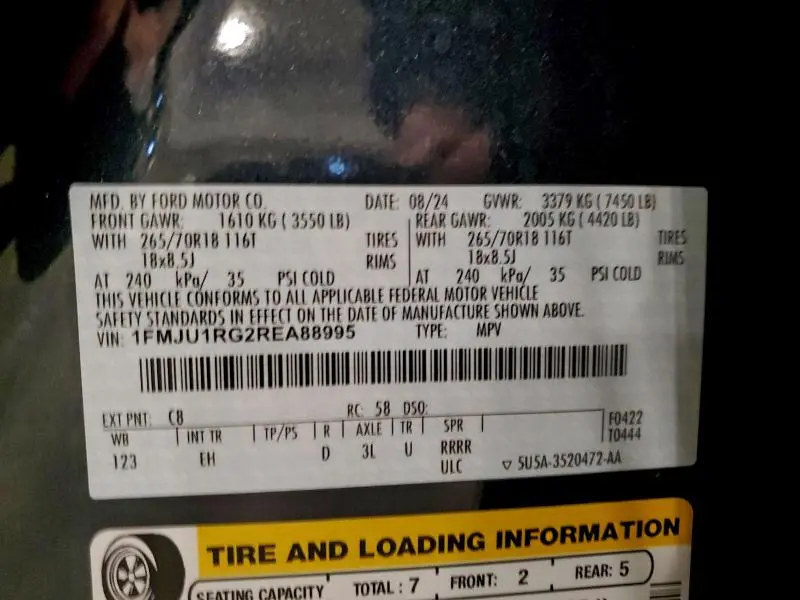 MFD. BY FORD MOTOR CO. DATE: 08/24 GVWR: 3379 KG ( 7450 LB)
FRONT GAWR: 1610 KG ( 3550 LB) REAR GAWR: 2005 KG ( 4420 LB)
WITH 265/70R18 116T TIRES WITH 265/70R18 116T TIRES
18x8.5J RIMS 18x8.5J RIMS
AT 240 kPa/ 35 PSI COLD AT 240 kPa/ 35 PSI COLD
THIS VEHICLE CONFORMS TO ALL APPLICABLE FEDERAL MOTOR VEHICLE
SAFETY STANDARDS IN EFFECT ON THE DATE OF MANUFACTURE SHOWN ABOVE.
VIN: 1FMJU1RG2REA88995 TYPE: MPV
EXT PNT: C8 RC: 58 DSO: F0422
WB INT TR TP/PS R AXLE TR SPR T0444
123 EH D 3L U RRRR
ULC ▽ 5U5A-3520472-AA
TIRE AND LOADING INFORMATION
SEATING CAPACITY TOTAL : 7 FRONT: 2 REAR: 5